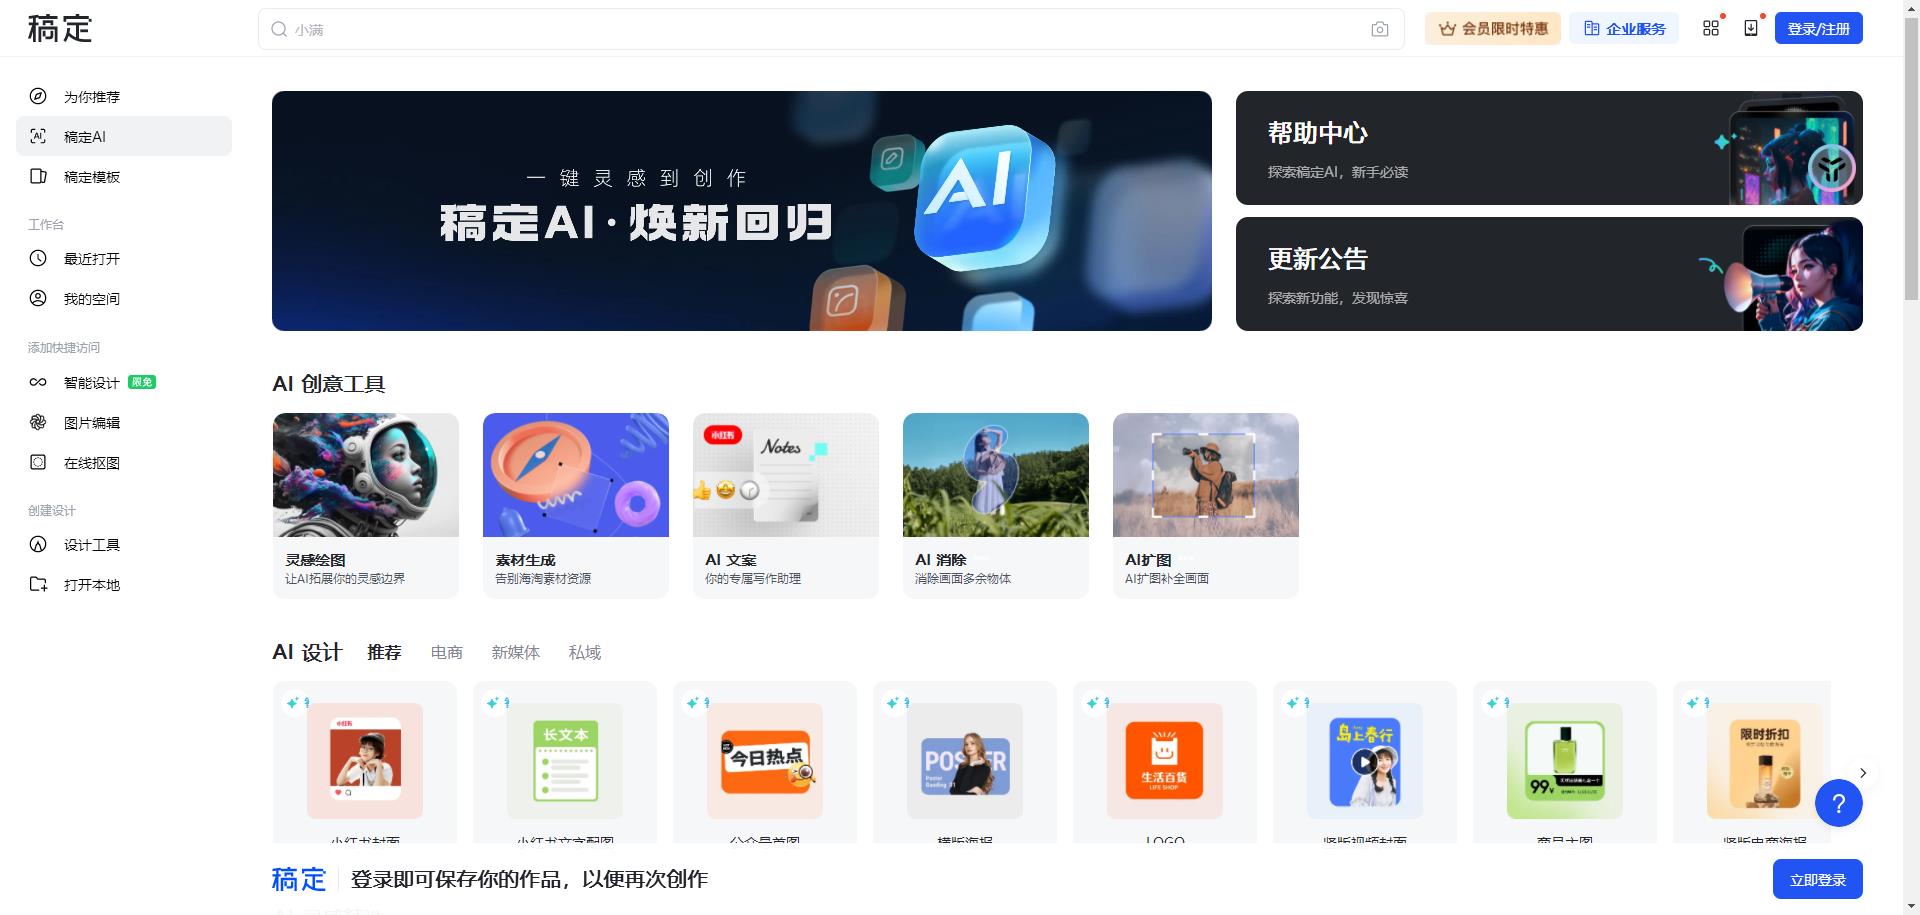 稿定
小满
会员限时特惠
企业服务
登录/注册
为你推荐
稿定AI
稿定模板
工作台
最近打开
我的空间
添加快捷访问
智能设计 限免
图片编辑
在线抠图
创建设计
设计工具
打开本地
一键灵感到创作
稿定AI·焕新回归
AI
帮助中心
探索稿定AI，新手必读
更新公告
探索新功能，发现惊喜
AI 创意工具
小红书
Notes
灵感绘图
让AI拓展你的灵感边界
素材生成
告别海淘素材资源
AI 文案
你的专属写作助理
AI 消除
消除画面多余物体
AI扩图
AI扩图补全画面
AI 设计 推荐 电商 新媒体 私域
小红书
长文本
今日热点
POSTER
生活百货
LIFE SHOP
岛上春行
99
限时折扣
小红书封面
小红书文字配图
公众号首图
横版海报
LOGO
竖版视频封面
商品主图
竖版电商海报
?
稿定
登录即可保存你的作品，以便再次创作
立即登录